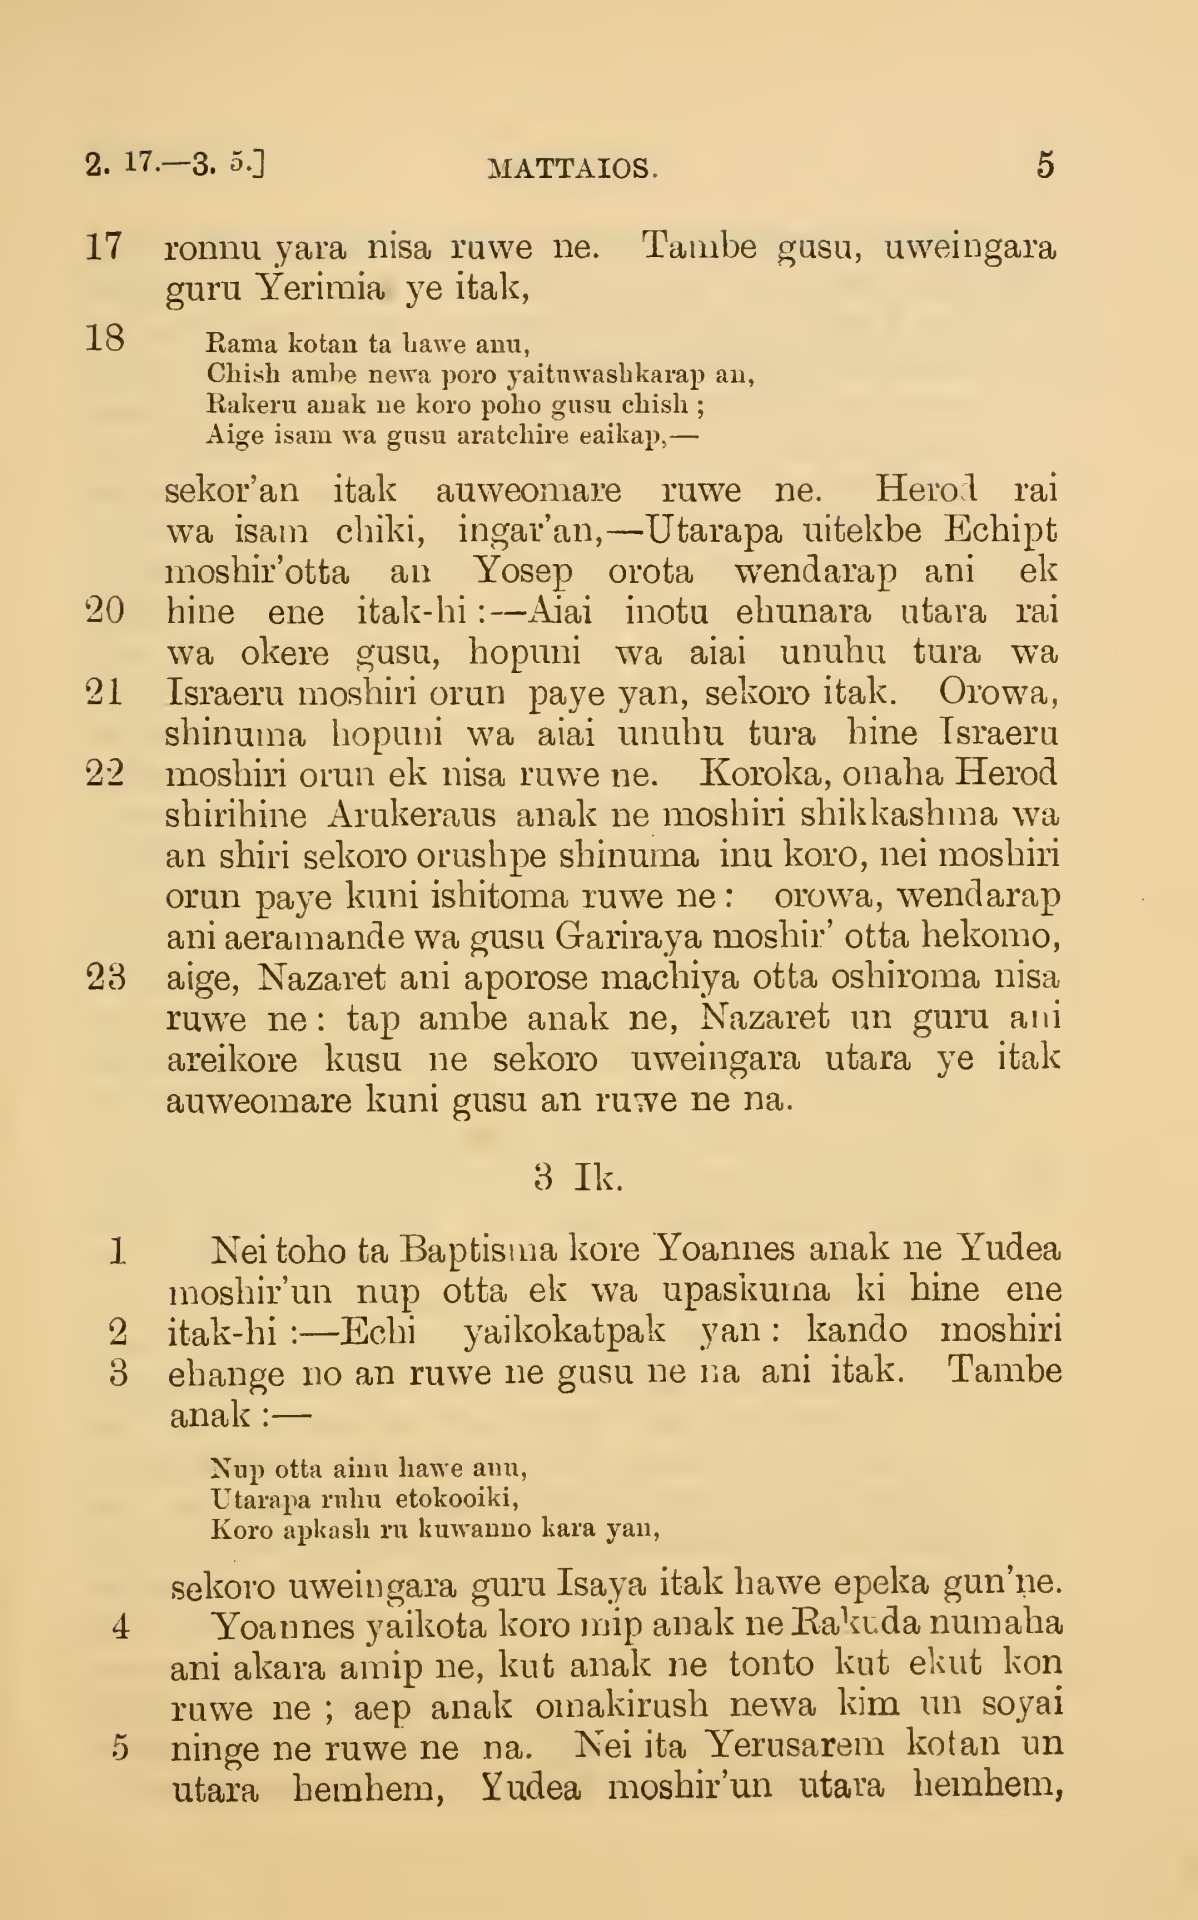 2. 17.—3. 5.] MATTAIOS. 5
17 ronnu yara nisa ruwe ne. Tambe gusu, uweingara
guru Yerimia ye itak,
18 Rama kotan ta hawe anu,
Chish ambe newa poro yaituwashkarap an,
Rakeru anak ne koro poho gusu chish ;
Aige isam wa gusu aratchire eaikap,—
sekor'an itak auweomare ruwe ne. Herod rai
wa isam chiki, ingar'an,—Utarapa uitekbe Echipt
moshir'otta an Yosep orota wendarap ani ek
20 hine ene itak-hi :—Aiai inotu ehunara utara rai
wa okere gusu, hopuni wa aiai unuhu tura wa
21 Israeru moshiri orun paye yan, sekoro itak. Orowa,
shinuma hopuni wa aiai unuhu tura hine Israeru
22 moshiri orun ek nisa ruwe ne. Koroka, onaha Herod
shirihine Arukeraus anak ne moshiri shikkashma wa
an shiri sekoro orushpe shinuma inu koro, nei moshiri
orun paye kuni ishitoma ruwe ne : orowa, wendarap
ani aeramande wa gusu Gariraya moshir' otta hekomo,
23 aige, Nazaret ani aporose machiya otta oshiroma nisa
ruwe ne : tap ambe anak ne, Nazaret un guru ani
areikore kusu ne sekoro uweingara utara ye itak
auweomare kuni gusu an ruwe ne na.
3 Ik.
1 Nei toho ta Baptisma kore Yoannes anak ne Yudea
moshir'un nup otta ek wa upaskuma ki hine ene
2 itak-hi :—Echi yaikokatpak yan : kando moshiri
3 ehange no an ruwe ne gusu ne na ani itak. Tambe
anak :—
Nup otta ainu hawe anu,
Utarapa ruhu etokooiki,
Koro apkash ru kuwanno kara yan,
sekoro uweingara guru Isaya itak hawe epeka gun'ne.
4 Yoannes yaikota koro mip anak ne Rakuda numaha
ani akara amip ne, kut anak ne tonto kut ekut kon
ruwe ne ; aep anak omakirush newa kim un soyai
5 ninge ne ruwe ne na. Nei ita Yerusarem kotan un
utara hemhem, Yudea moshir'un utara hemhem,